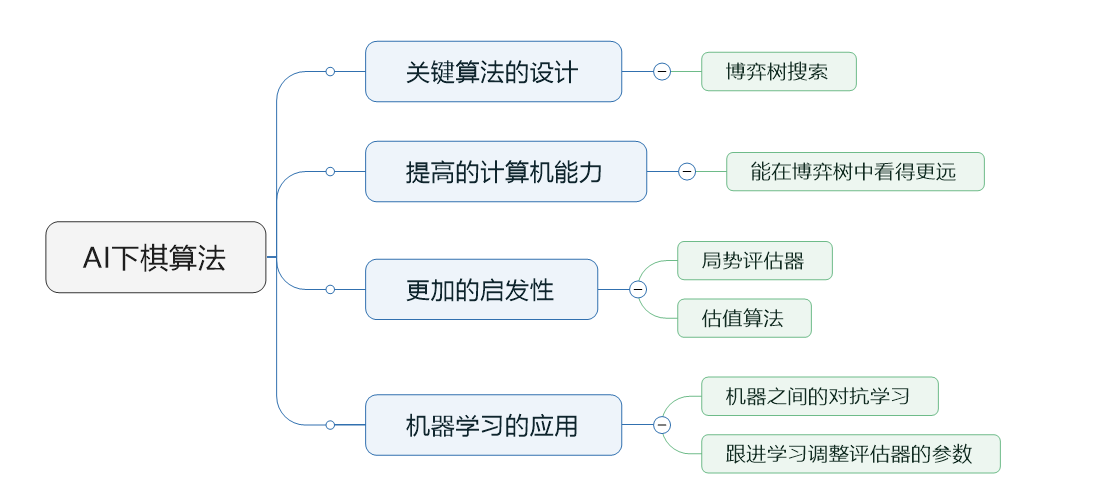 AI下棋算法
关键算法的设计
博弈树搜索
提高的计算机能力
能在博弈树中看得更远
更加的启发性
局势评估器
估值算法
机器学习的应用
机器之间的对抗学习
跟进学习调整评估器的参数